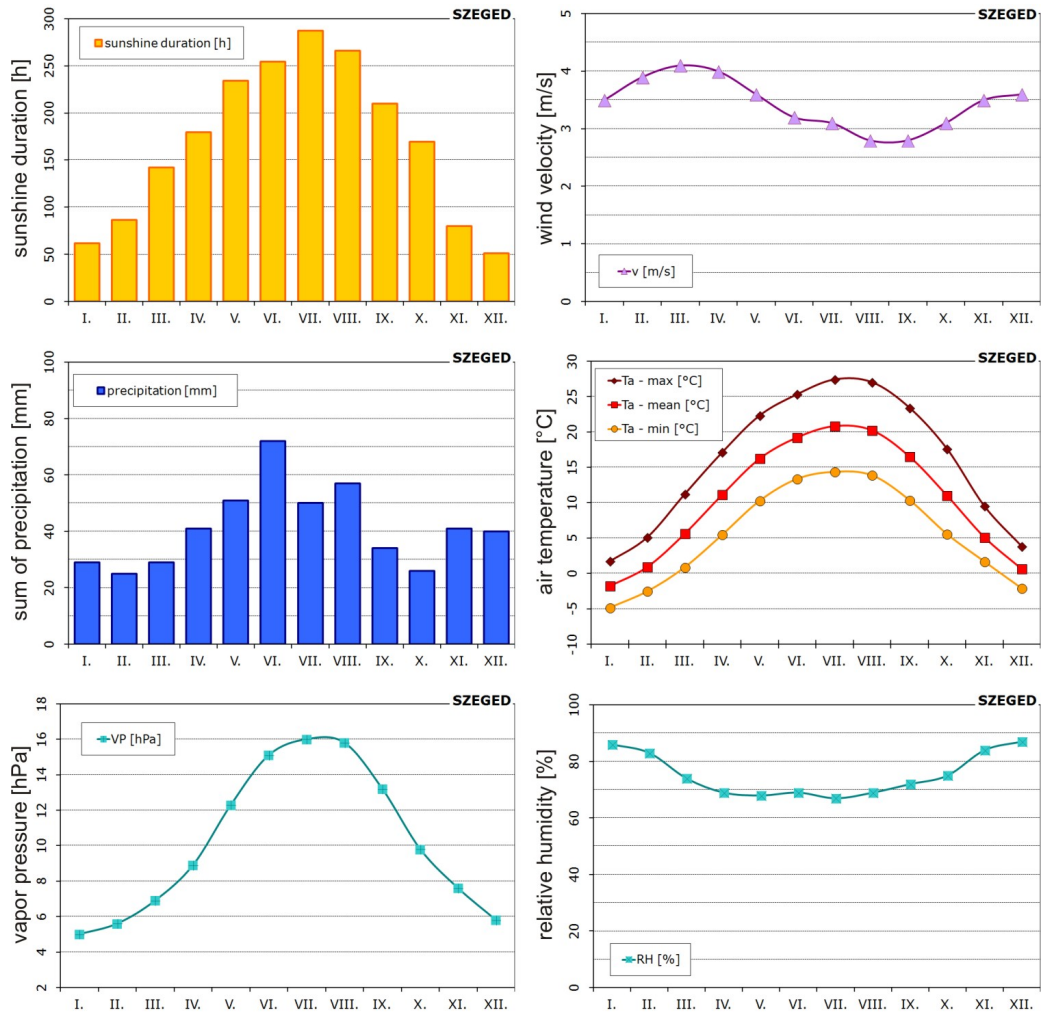 SZEGED
sunshine duration [h]
sunshine duration [h]
300
250
200
150
100
50
0
I. II. III. IV. V. VI. VII. VIII. IX. X. XI. XII.
SZEGED
wind velocity [m/s]
5
4
3
2
1
0
v [m/s]
I. II. III. IV. V. VI. VII. VIII. IX. X. XI. XII.
SZEGED
sum of precipitation [mm]
precipitation [mm]
100
80
60
40
20
0
I. II. III. IV. V. VI. VII. VIII. IX. X. XI. XII.
SZEGED
air temperature [°C]
Ta - max [°C]
Ta - mean [°C]
Ta - min [°C]
30
25
20
15
10
5
0
-5
-10
I. II. III. IV. V. VI. VII. VIII. IX. X. XI. XII.
SZEGED
vapor pressure [hPa]
VP [hPa]
18
16
14
12
10
8
6
4
2
I. II. III. IV. V. VI. VII. VIII. IX. X. XI. XII.
SZEGED
relative humidity [%]
100
80
60
40
20
0
RH [%]
I. II. III. IV. V. VI. VII. VIII. IX. X. XI. XII.